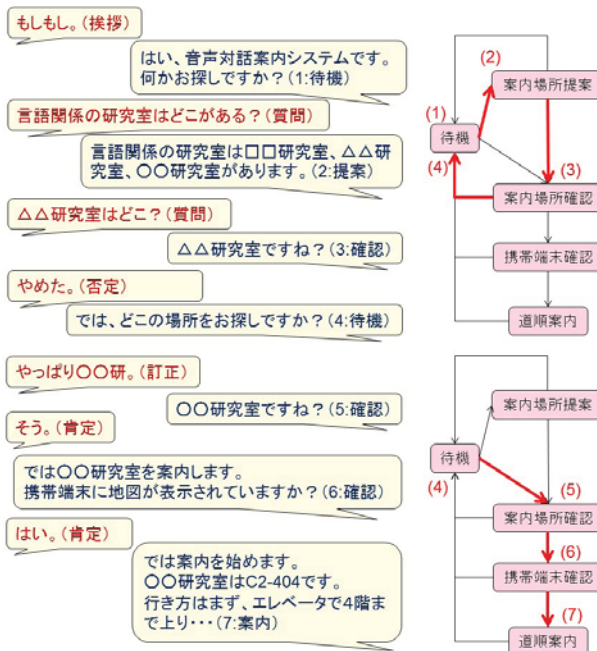 もしもし。(挨拶)
はい、音声対話案内システムです。
何かお探しですか？(1:待機)
言語関係の研究室はどこがある？(質問)
言語関係の研究室は□□研究室、△△研
究室、〇〇研究室があります。(2:提案)
△△研究室はどこ？(質問)
△△研究室ですね？(3:確認)
やめた。(否定)
では、どこの場所をお探しですか？(4:待機)
(2)
案内場所提案
(1)
待機
(4)
(3)
案内場所確認
携帯端末確認
道順案内
やっぱり〇〇研。(訂正)
〇〇研究室ですね？(5:確認)
そう。(肯定)
では〇〇研究室を案内します。
携帯端末に地図が表示されていますか？(6:確認)
はい。(肯定)
では案内を始めます。
〇〇研究室はC2-404です。
行き方はまず、エレベータで4階ま
で上り・・・(7:案内)
案内場所提案
待機
(4)
(5)
案内場所確認
(6)
携帯端末確認
(7)
道順案内